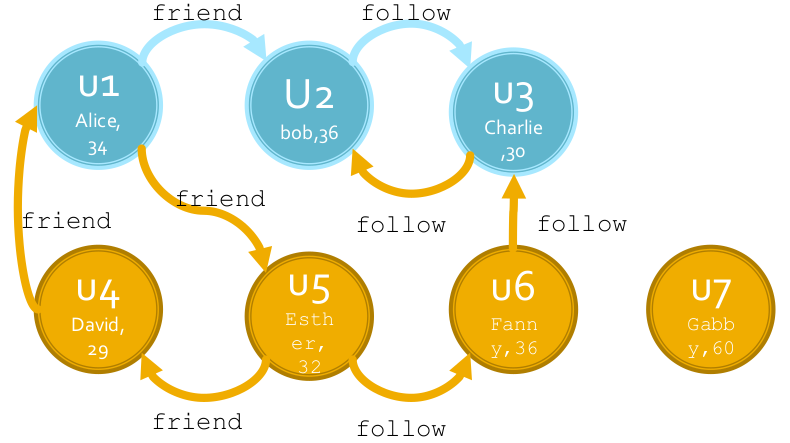 friend
follow
u1
Alice,
34
U2
bob,36
u3
Charlie
,30
friend
follow
follow
friend
u4
David,
29
u5
Esth
er,
32
u6
Fann
y,36
u7
Gabb
y,60
friend
follow